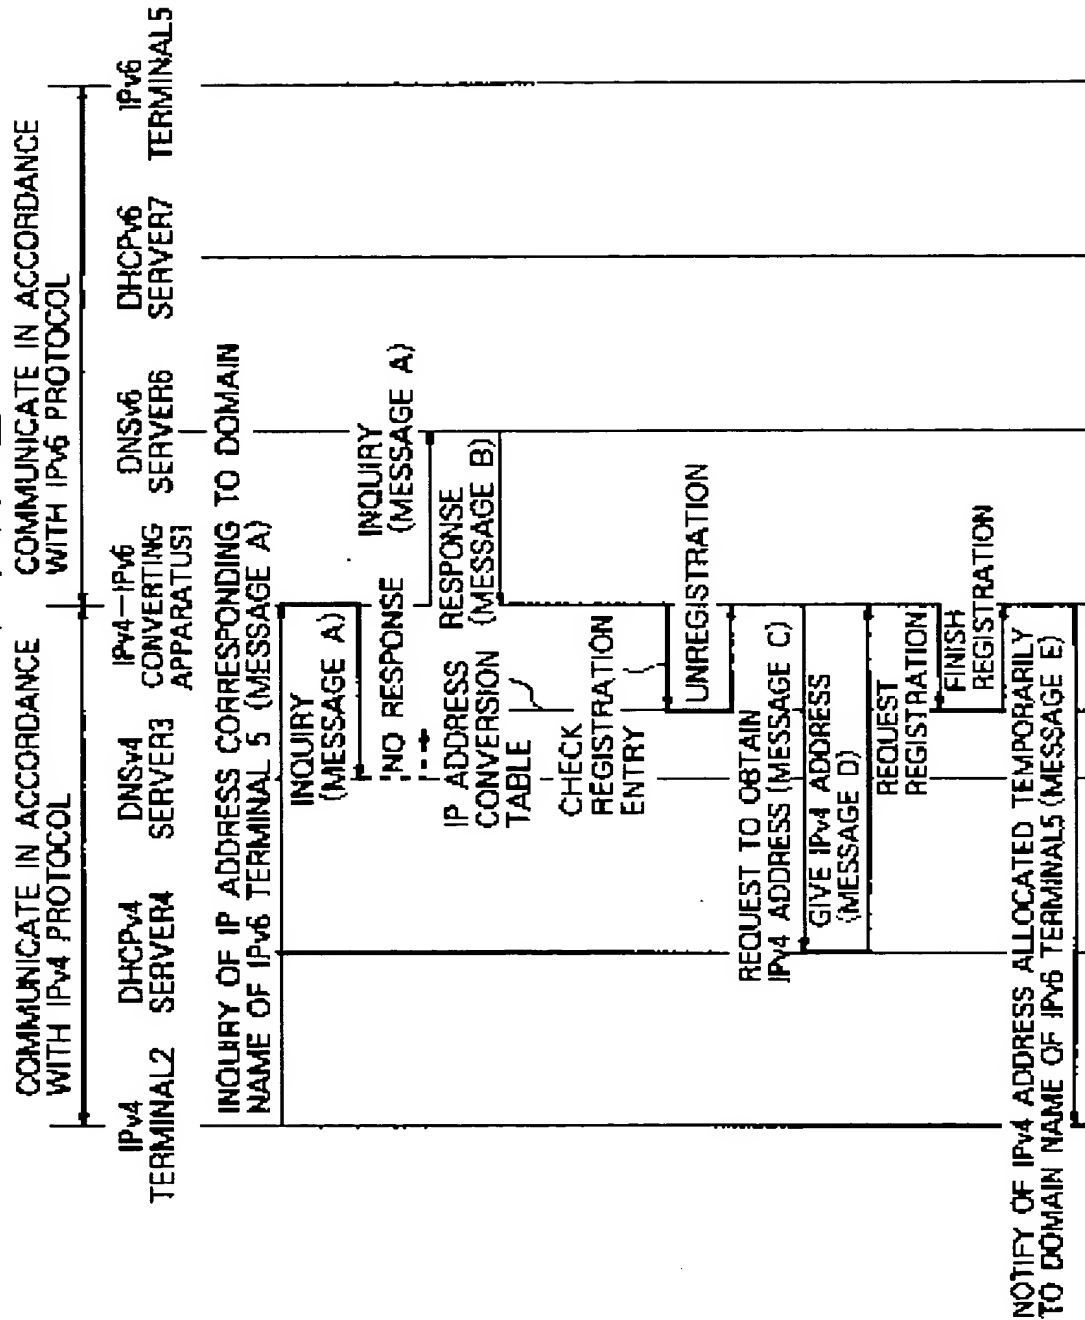 COMMUNICATE IN ACCORDANCE
WITH IPv4 PROTOCOL
COMMUNICATE IN ACCORDANCE
WITH IPv6 PROTOCOL
IPv4
TERMINAL2
DHCPv4
SERVER4
DNSv4
SERVER3
IPv4-IPv6
CONVERTING
APPARATUS1
DNSv6
SERVER6
DHCPv6
SERVER7
IPv6
TERMINAL5
INQUIRY OF IP ADDRESS CORRESPONDING TO DOMAIN
NAME OF IPv6 TERMINAL 5 (MESSAGE A)
INQUIRY
(MESSAGE A)
NO RESPONSE
INQUIRY
(MESSAGE A)
RESPONSE
(MESSAGE B)
IP ADDRESS
CONVERSION
TABLE
CHECK
REGISTRATION
ENTRY
UNREGISTRATION
REQUEST TO OBTAIN
IPv4 ADDRESS (MESSAGE C)
GIVE IPv4 ADDRESS
(MESSAGE D)
REQUEST
REGISTRATION
FINISH
REGISTRATION
NOTIFY OF IPv4 ADDRESS ALLOCATED TEMPORARILY
TO DOMAIN NAME OF IPv6 TERMINAL5 (MESSAGE E)